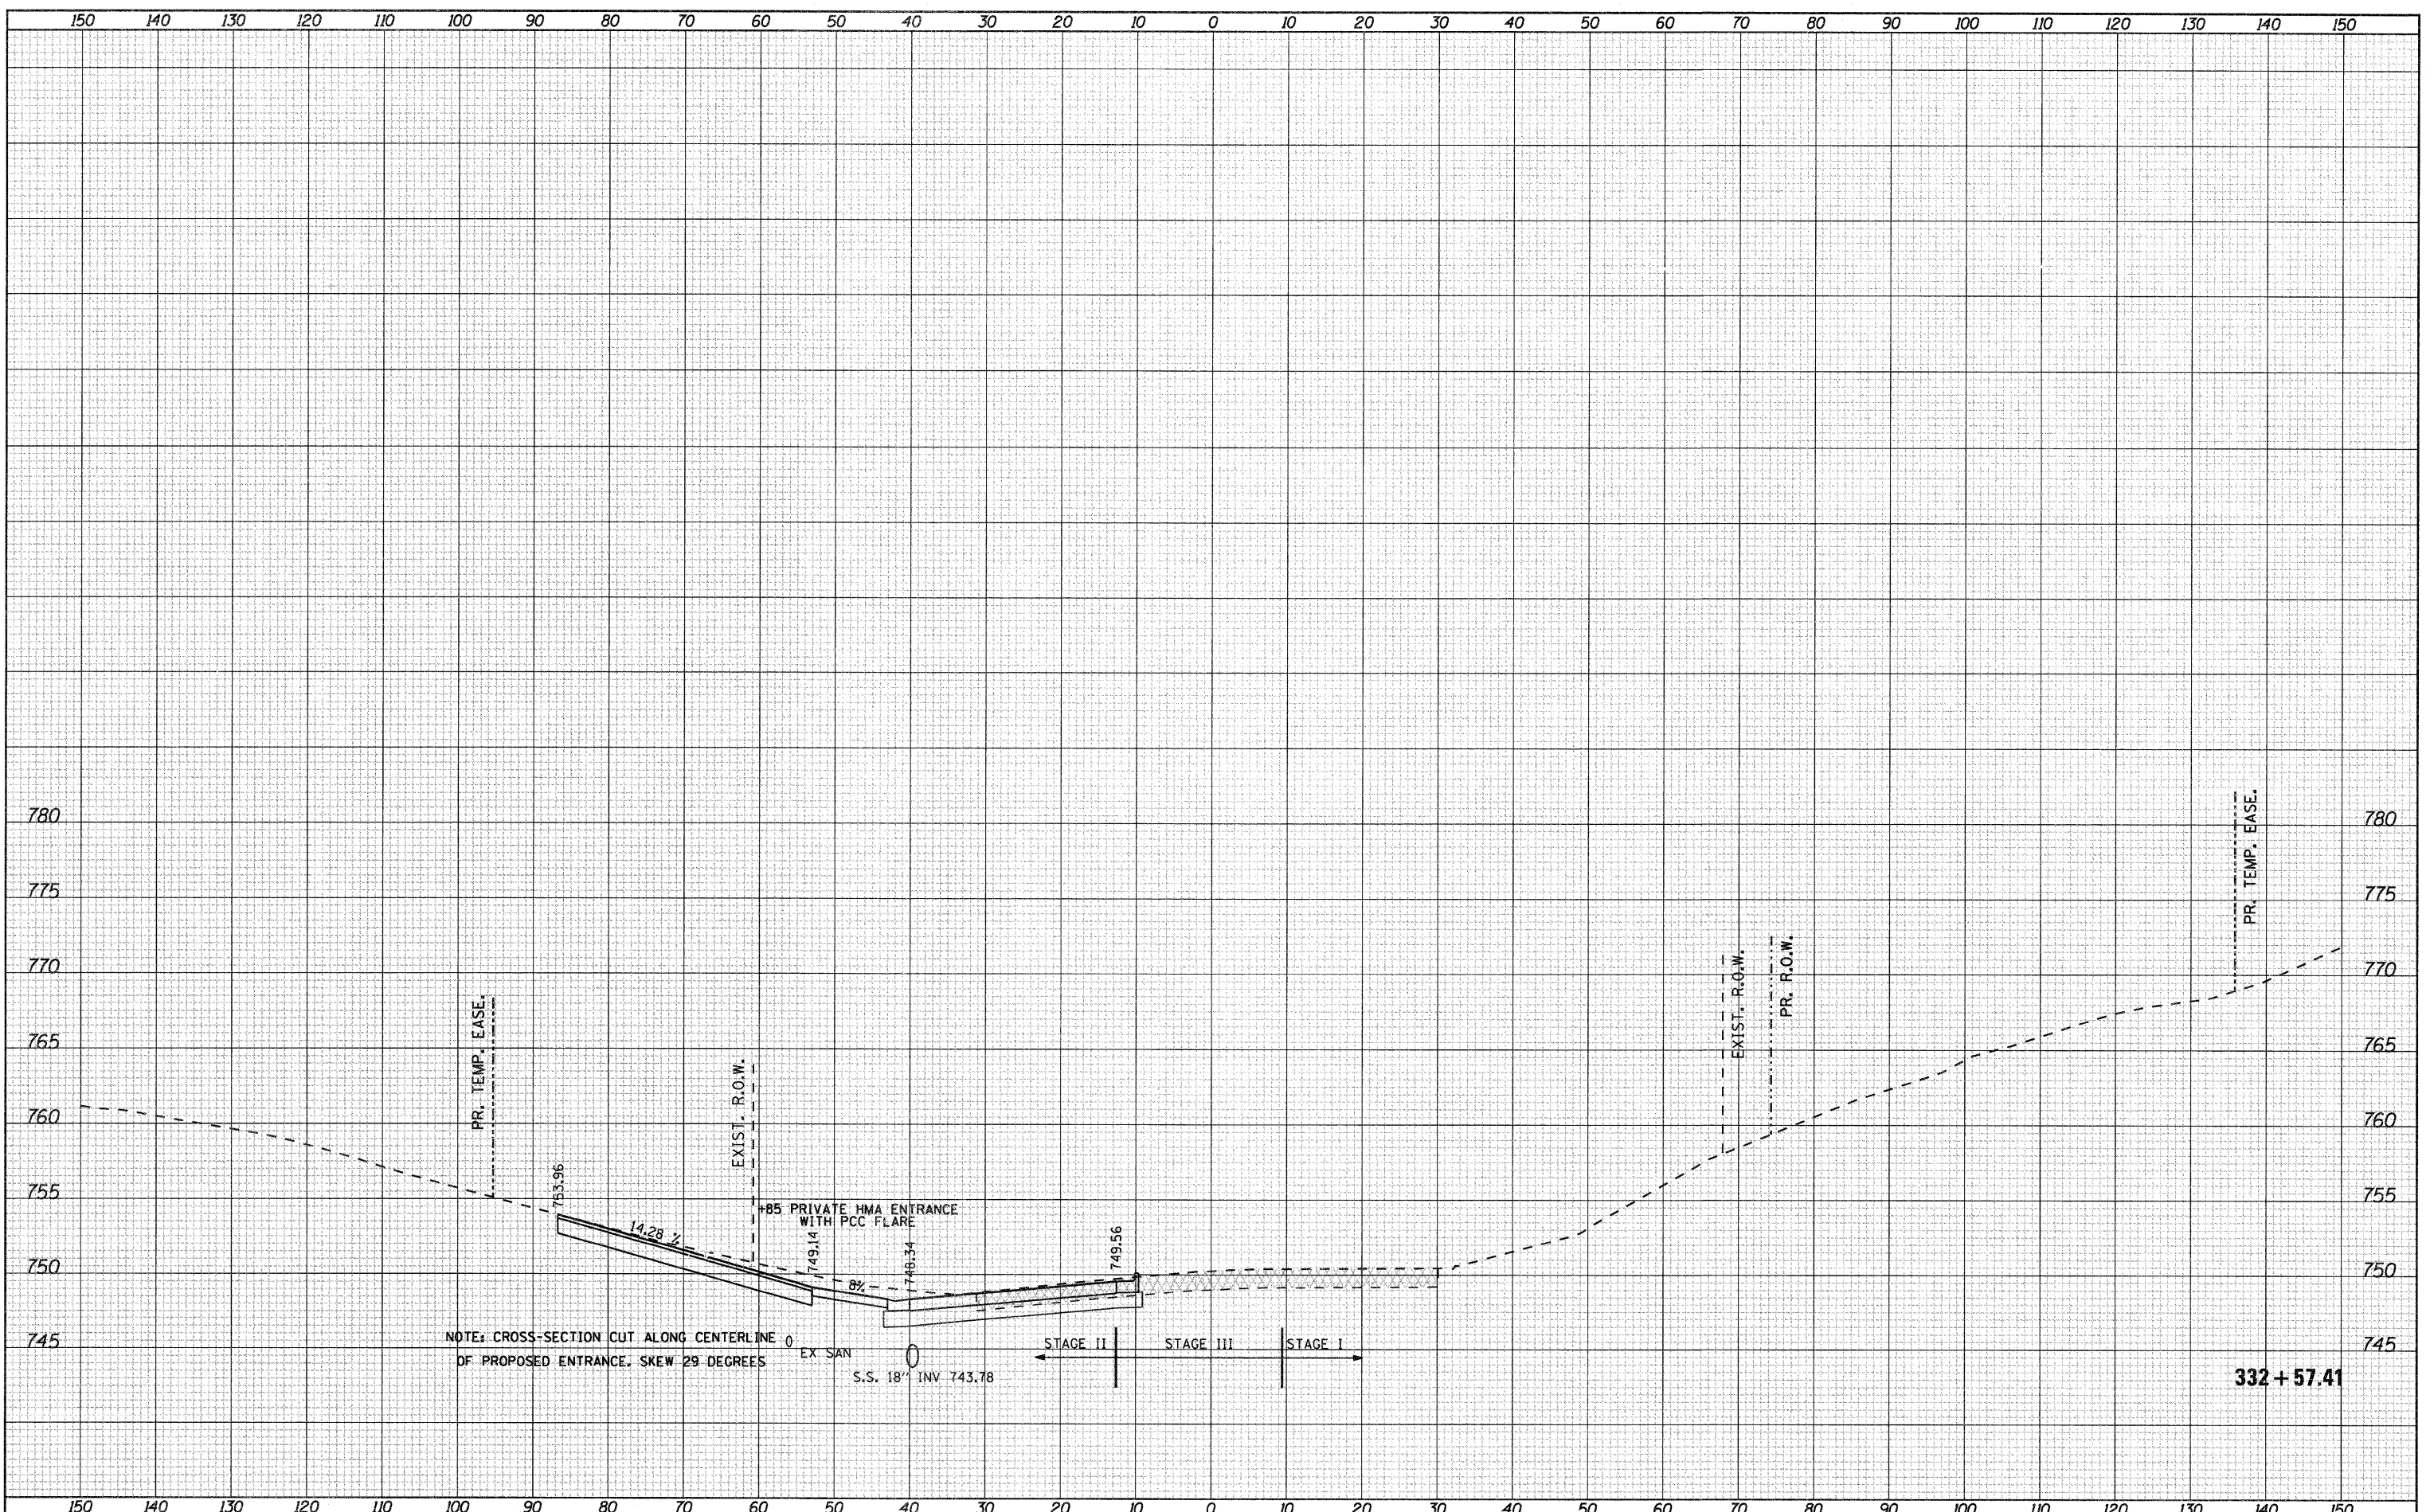 150 140 130 120 110 100 90 80 70 60 50 40 30 20 10 0 10 20 30 40 50 60 70 80 90 100 110 120 130 140 150
780 780
PR. TEMP. EASE.
775 775
770 770
EXIST. R.O.W.
PR. R.O.W.
765 765
PR. TEMP. EASE.
EXIST. R.O.W.
760 760
755 755
753.96
+85 PRIVATE HMA ENTRANCE
WITH PCC FLARE
14.28 %
749.14
748.34
749.56
750 750
8%
745 745
NOTE: CROSS-SECTION CUT ALONG CENTERLINE
OF PROPOSED ENTRANCE. SKEW 29 DEGREES
EX SAN
S.S. 18" INV 743.78
STAGE II STAGE III STAGE I
332+57.41
150 140 130 120 110 100 90 80 70 60 50 40 30 20 10 0 10 20 30 40 50 60 70 80 90 100 110 120 130 140 150